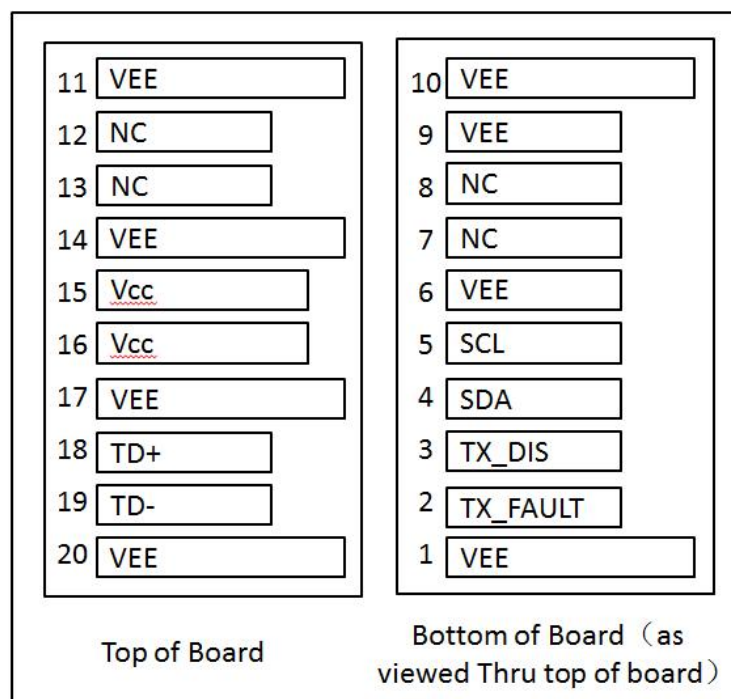 11 VEE
12 NC
13 NC
14 VEE
15 Vcc
16 Vcc
17 VEE
18 TD+
19 TD-
20 VEE
Top of Board
10 VEE
9 VEE
8 NC
7 NC
6 VEE
5 SCL
4 SDA
3 TX_DIS
2 TX_FAULT
1 VEE
Bottom of Board（as
viewed Thru top of board）